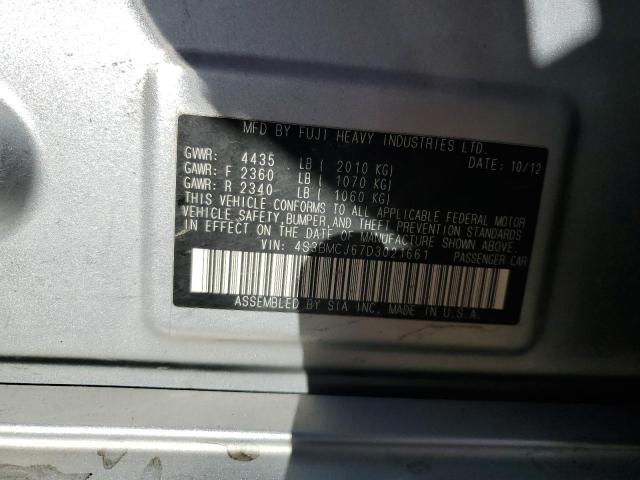 MFD BY FUJI HEAVY INDUSTRIES LTD.
GVWR: 4435 LB ( 2010 KG) DATE: 10/12
GAWR: F 2360 LB ( 1070 KG)
GAWR: R 2340 LB ( 1060 KG)
THIS VEHICLE CONFORMS TO ALL APPLICABLE FEDERAL MOTOR
VEHICLE SAFETY, BUMPER, AND THEFT PREVENTION STANDARDS
IN EFFECT ON THE DATE OF MANUFACTURE SHOWN ABOVE.
VIN: 4S3BMCJ67D3021661 PASSENGER CAR
ASSEMBLED BY SIA INC. MADE IN U.S.A.